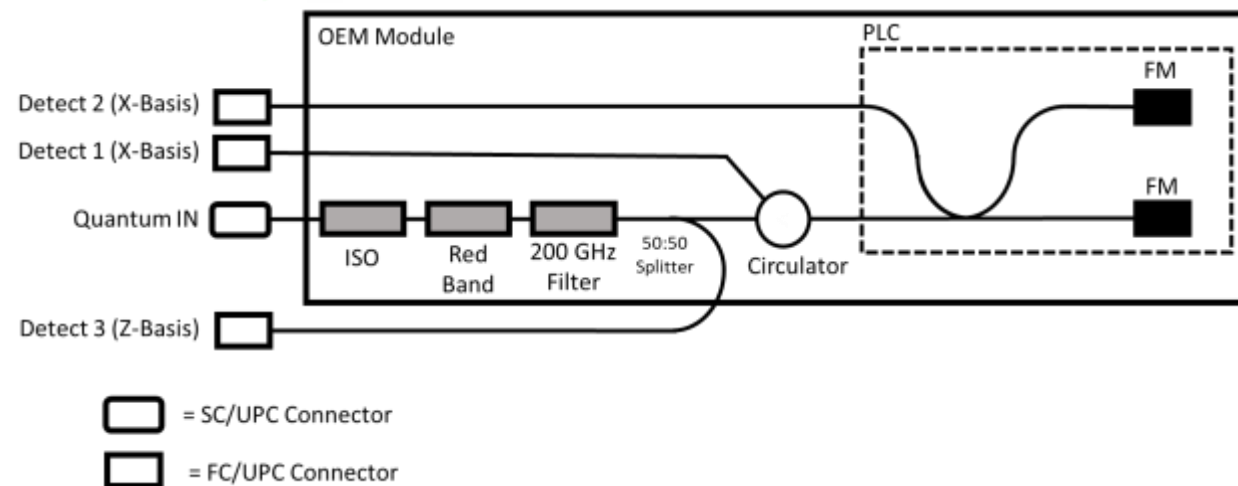 OEM Module
PLC
FM
Detect 2 (X-Basis)
Detect 1 (X-Basis)
FM
Quantum IN
ISO
Red
Band
200 GHz
Filter
50:50
Splitter
Circulator
Detect 3 (Z-Basis)
= SC/UPC Connector
= FC/UPC Connector